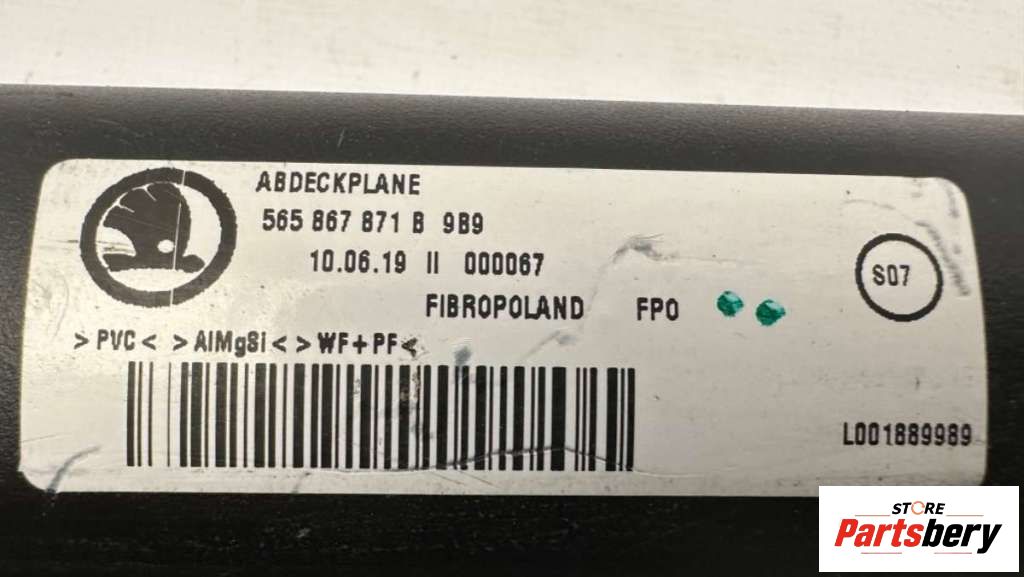 ABDECKPLANE
565 867 871 B 9B9
10.06.19 II 000067
FIBROPOLAND FPO
S07
>PVC< >AlMgSi< >WF+PF<
L001889989
STORE
Partsbery